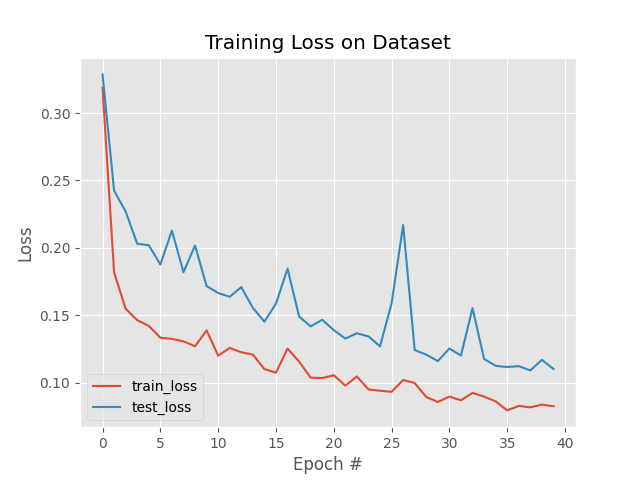 Training Loss on Dataset
Loss
0.30
0.25
0.20
0.15
0.10
train_loss
test_loss
0 5 10 15 20 25 30 35 40
Epoch #